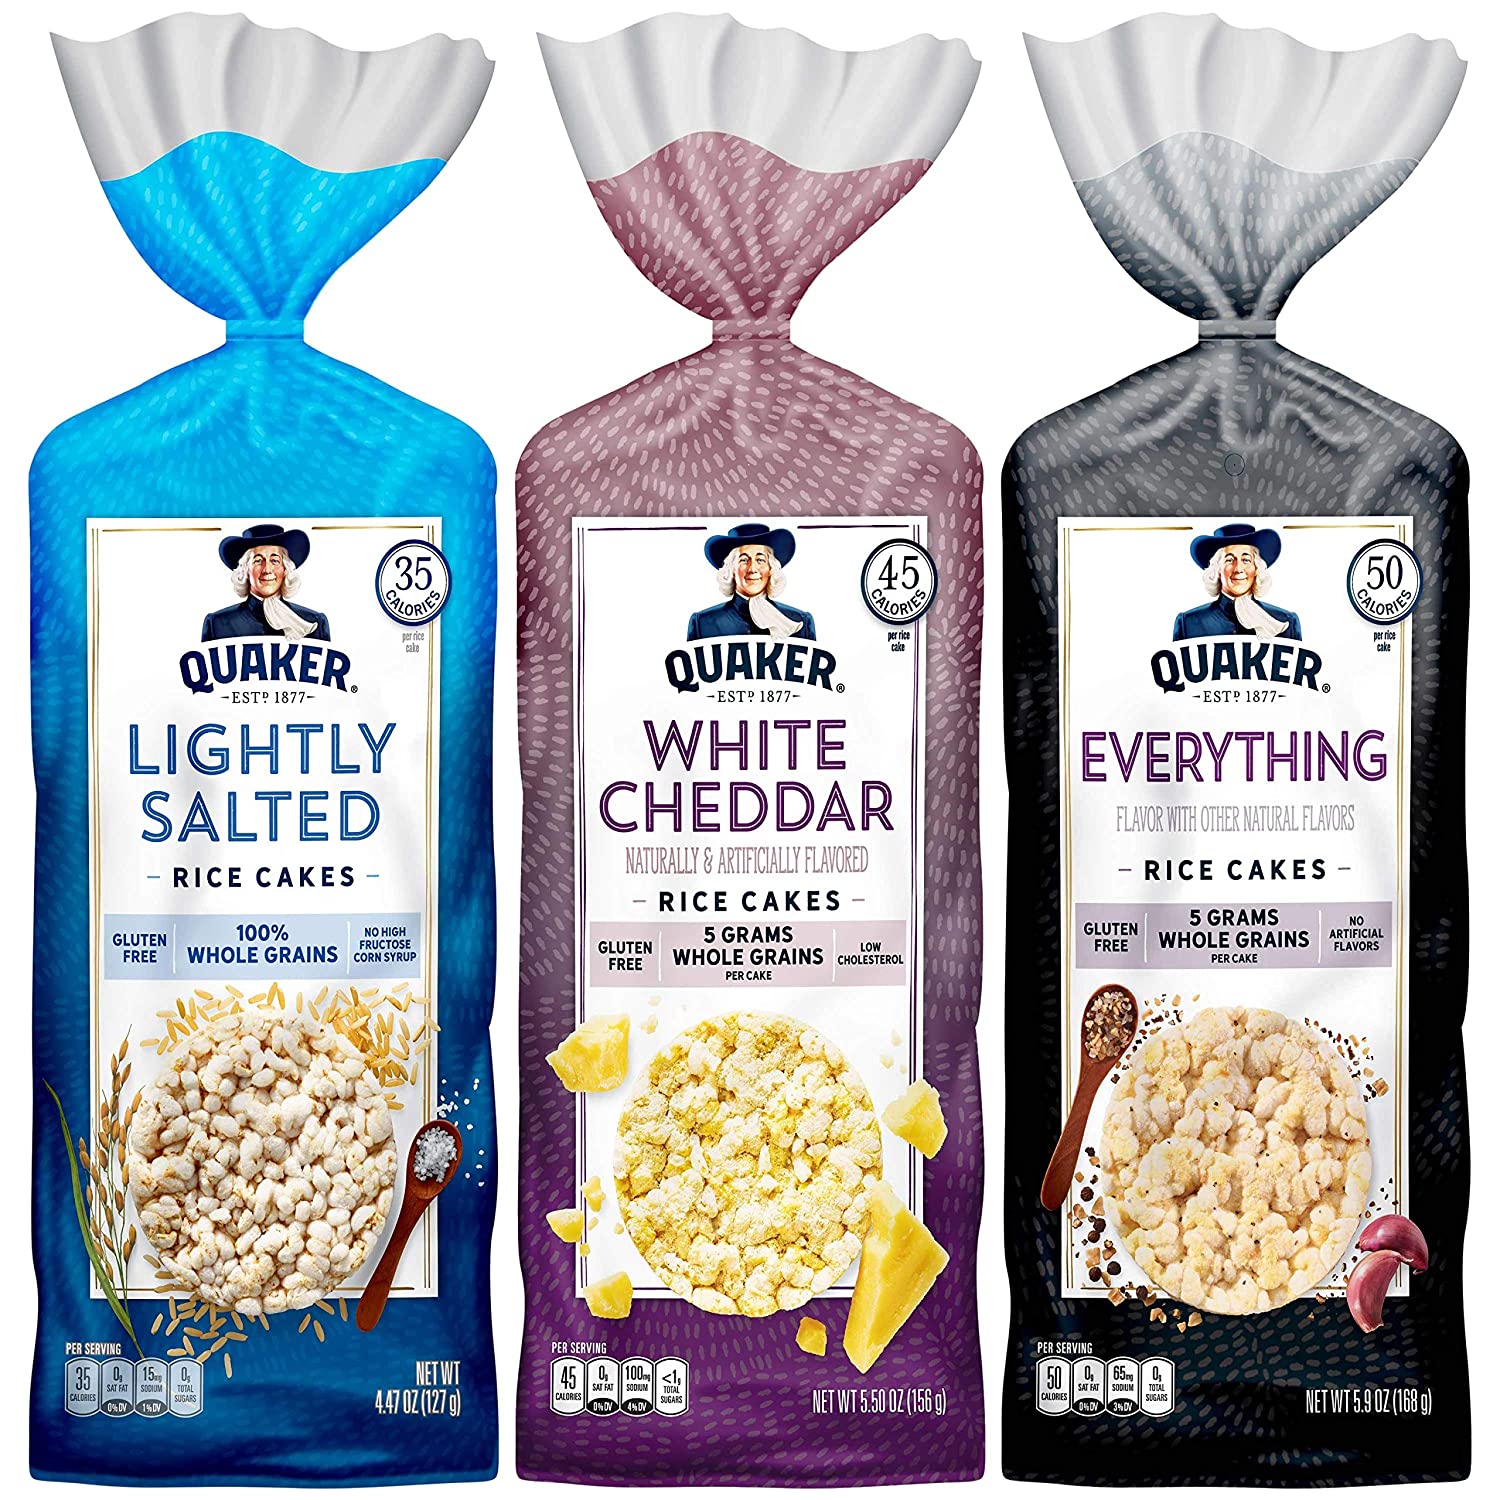 35
CALORIES
per rice
cake
QUAKER®
-ESTD 1877-
LIGHTLY
SALTED
- RICE CAKES -
GLUTEN
FREE
100%
WHOLE GRAINS
NO HIGH
FRUCTOSE
CORN SYRUP
PER SERVING
35
CALORIES
0g
SAT FAT
0% DV
15mg
SODIUM
1% DV
0g
TOTAL
SUGARS
NET WT
4.47 OZ (127 g)
45
CALORIES
per rice
cake
QUAKER®
-ESTD 1877-
WHITE
CHEDDAR
NATURALLY & ARTIFICIALLY FLAVORED
- RICE CAKES -
GLUTEN
FREE
5 GRAMS
WHOLE GRAINS
PER CAKE
LOW
CHOLESTEROL
PER SERVING
45
CALORIES
0g
SAT FAT
0% DV
100mg
SODIUM
4% DV
<1g
TOTAL
SUGARS
NET WT 5.50 OZ (156 g)
50
CALORIES
per rice
cake
QUAKER®
-ESTD 1877-
EVERYTHING
FLAVOR WITH OTHER NATURAL FLAVORS
- RICE CAKES -
GLUTEN
FREE
5 GRAMS
WHOLE GRAINS
PER CAKE
NO
ARTIFICIAL
FLAVORS
PER SERVING
50
CALORIES
0g
SAT FAT
0% DV
65mg
SODIUM
3% DV
0g
TOTAL
SUGARS
NET WT 5.9 OZ (168 g)